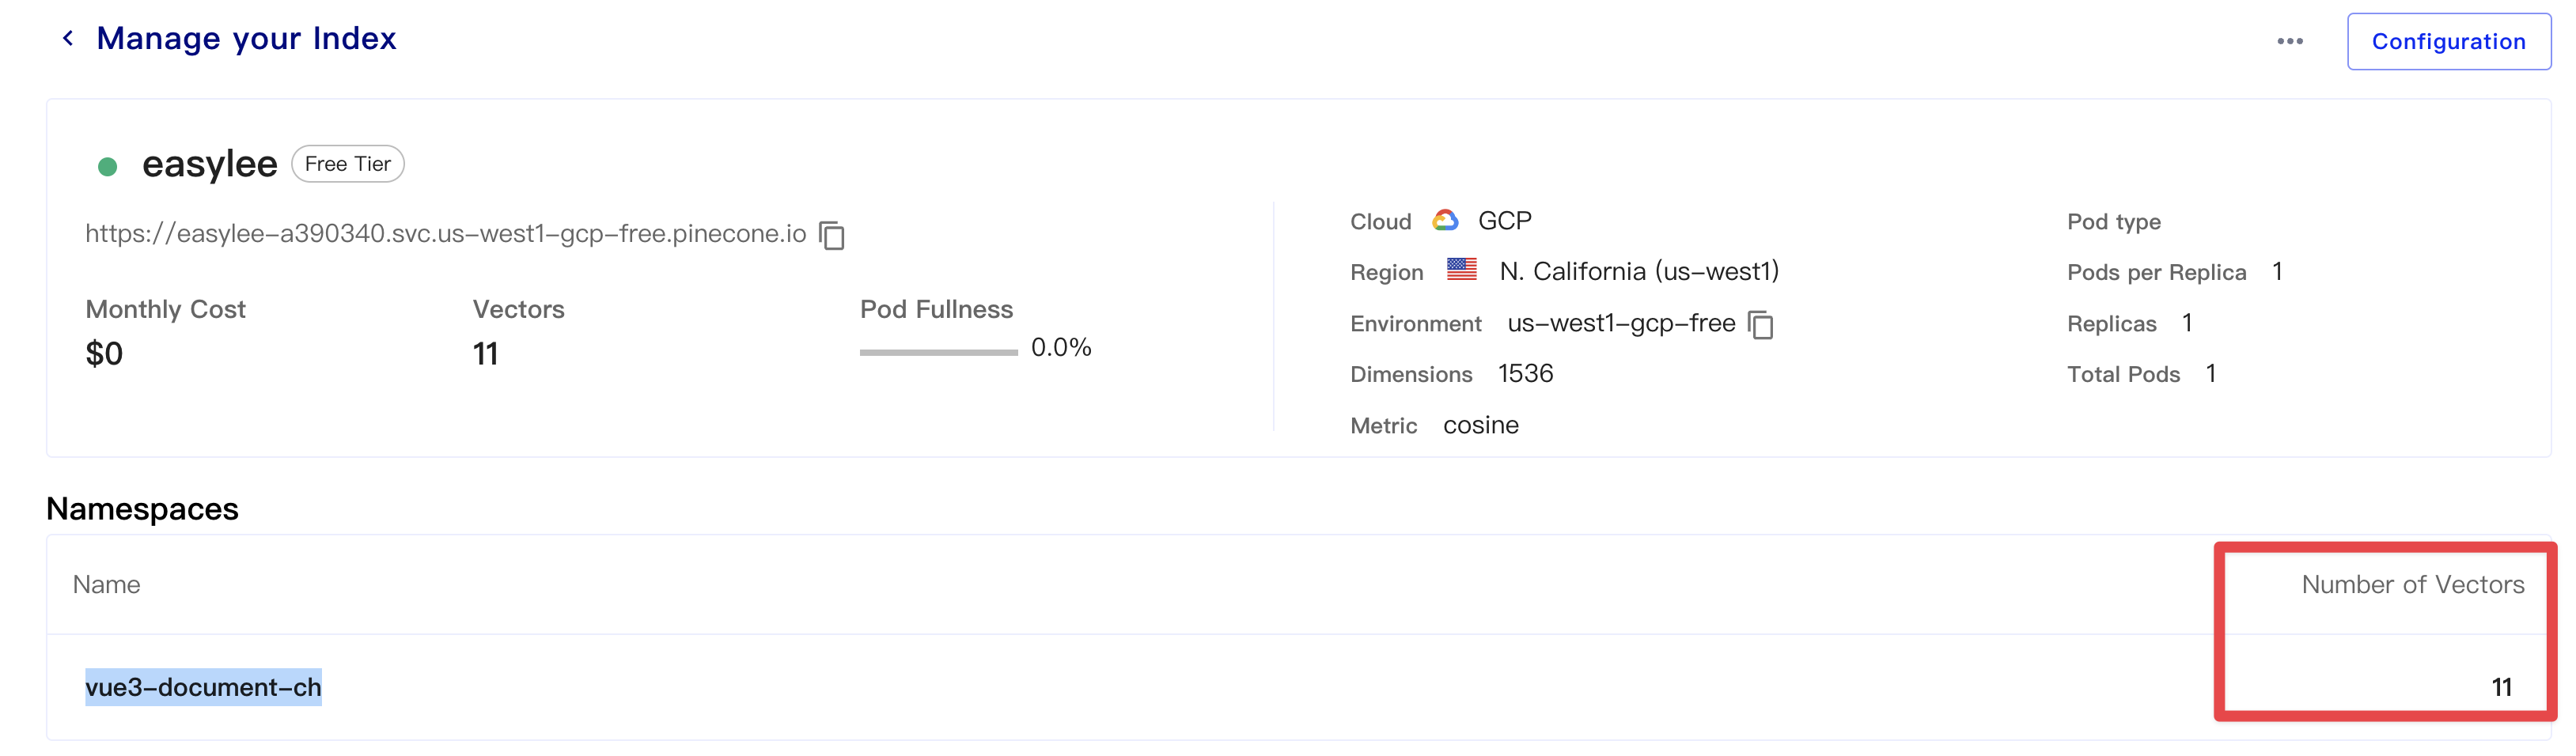 Manage your Index
Configuration
easylee Free Tier
https://easylee-a390340.svc.us-west1-gcp-free.pinecone.io
Monthly Cost
$0
Vectors
11
Pod Fullness
0.0%
Cloud GCP
Region N. California (us-west1)
Environment us-west1-gcp-free
Dimensions 1536
Metric cosine
Pod type
Pods per Replica 1
Replicas 1
Total Pods 1
Namespaces
Name Number of Vectors
vue3-document-ch 11